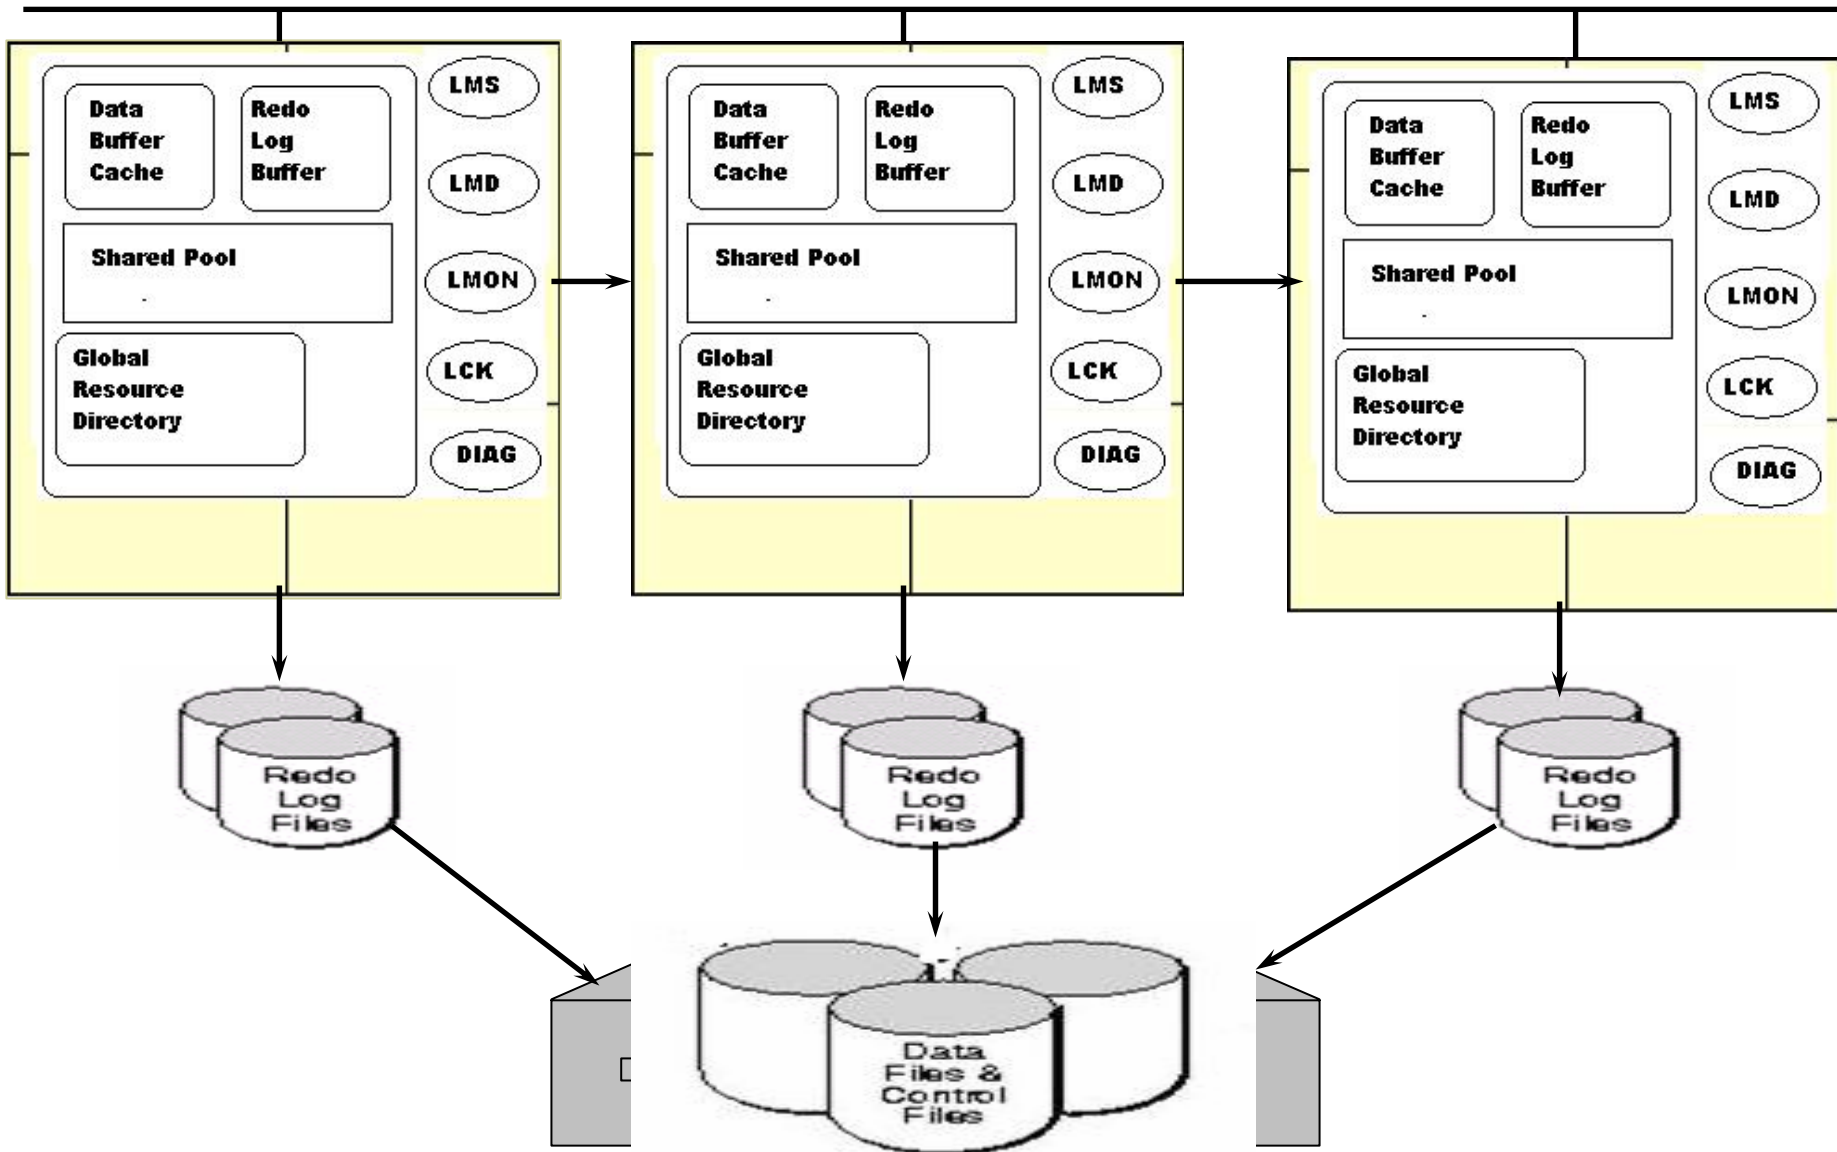 Data
Buffer
Cache
Redo
Log
Buffer
Shared Pool
Global
Resource
Directory
LMS
LMD
LMON
LCK
DIAG
Data
Buffer
Cache
Redo
Log
Buffer
Shared Pool
Global
Resource
Directory
LMS
LMD
LMON
LCK
DIAG
Data
Buffer
Cache
Redo
Log
Buffer
Shared Pool
Global
Resource
Directory
LMS
LMD
LMON
LCK
DIAG
Redo
Log
Files
Redo
Log
Files
Redo
Log
Files
Data
Files &
Control
Files